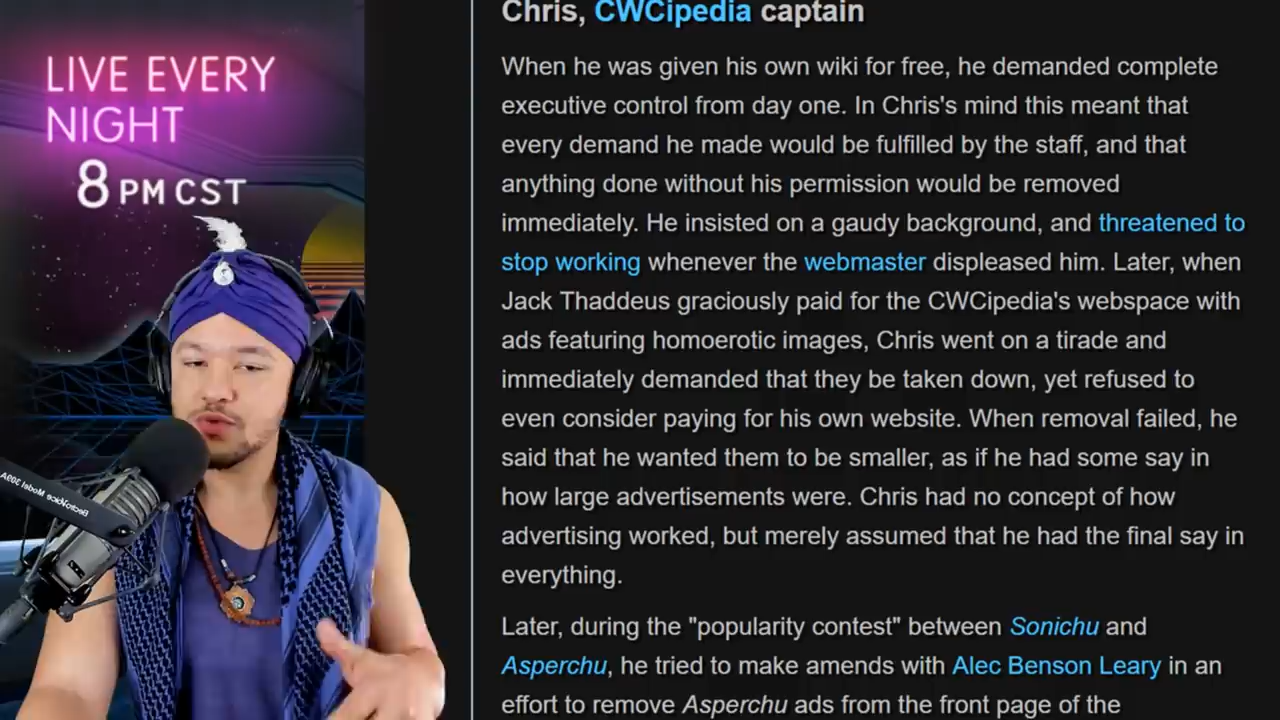 LIVE EVERY
NIGHT
8 PM CST
Chris, CWCipedia captain
When he was given his own wiki for free, he demanded complete
executive control from day one. In Chris's mind this meant that
every demand he made would be fulfilled by the staff, and that
anything done without his permission would be removed
immediately. He insisted on a gaudy background, and threatened to
stop working whenever the webmaster displeased him. Later, when
Jack Thaddeus graciously paid for the CWCipedia's webspace with
ads featuring homoerotic images, Chris went on a tirade and
immediately demanded that they be taken down, yet refused to
even consider paying for his own website. When removal failed, he
said that he wanted them to be smaller, as if he had some say in
how large advertisements were. Chris had no concept of how
advertising worked, but merely assumed that he had the final say in
everything.
Later, during the "popularity contest" between Sonichu and
Asperchu, he tried to make amends with Alec Benson Leary in an
effort to remove Asperchu ads from the front page of the